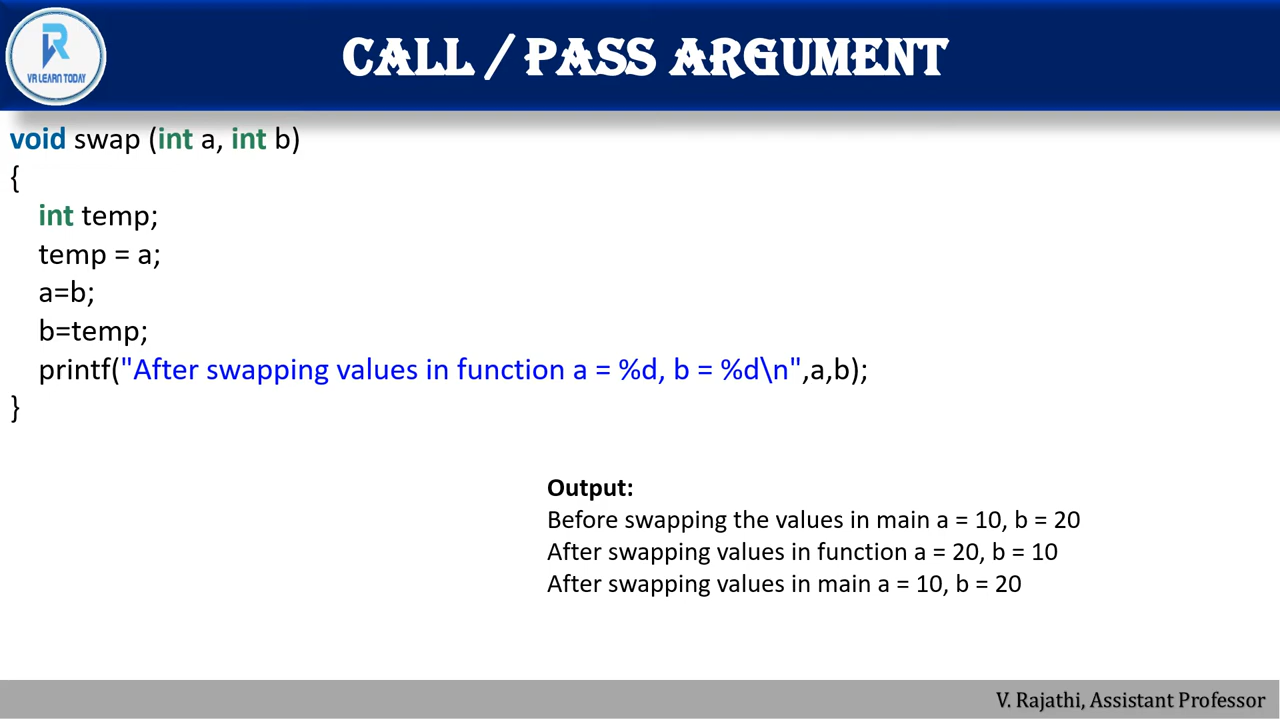 VR LEARN TODAY
CALL / PASS ARGUMENT
void swap (int a, int b)
{
int temp;
temp = a;
a=b;
b=temp;
printf("After swapping values in function a = %d, b = %d\n",a,b);
}
Output:
Before swapping the values in main a = 10, b = 20
After swapping values in function a = 20, b = 10
After swapping values in main a = 10, b = 20
V. Rajathi, Assistant Professor